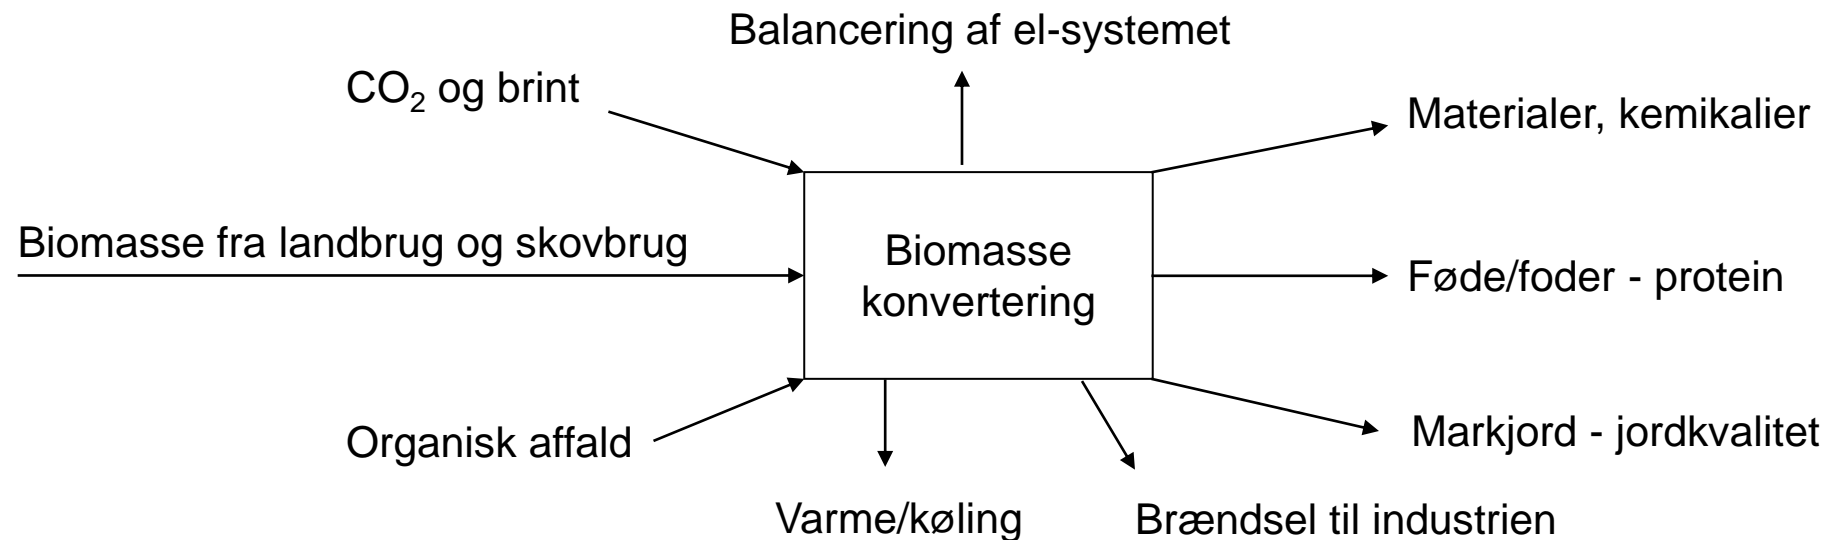 Balancering af el-systemet
CO₂ og brint
Materialer, kemikalier
Biomasse fra landbrug og skovbrug
Biomasse
konvertering
Føde/foder - protein
Organisk affald
Markjord - jordkvalitet
Varme/køling
Brændsel til industrien